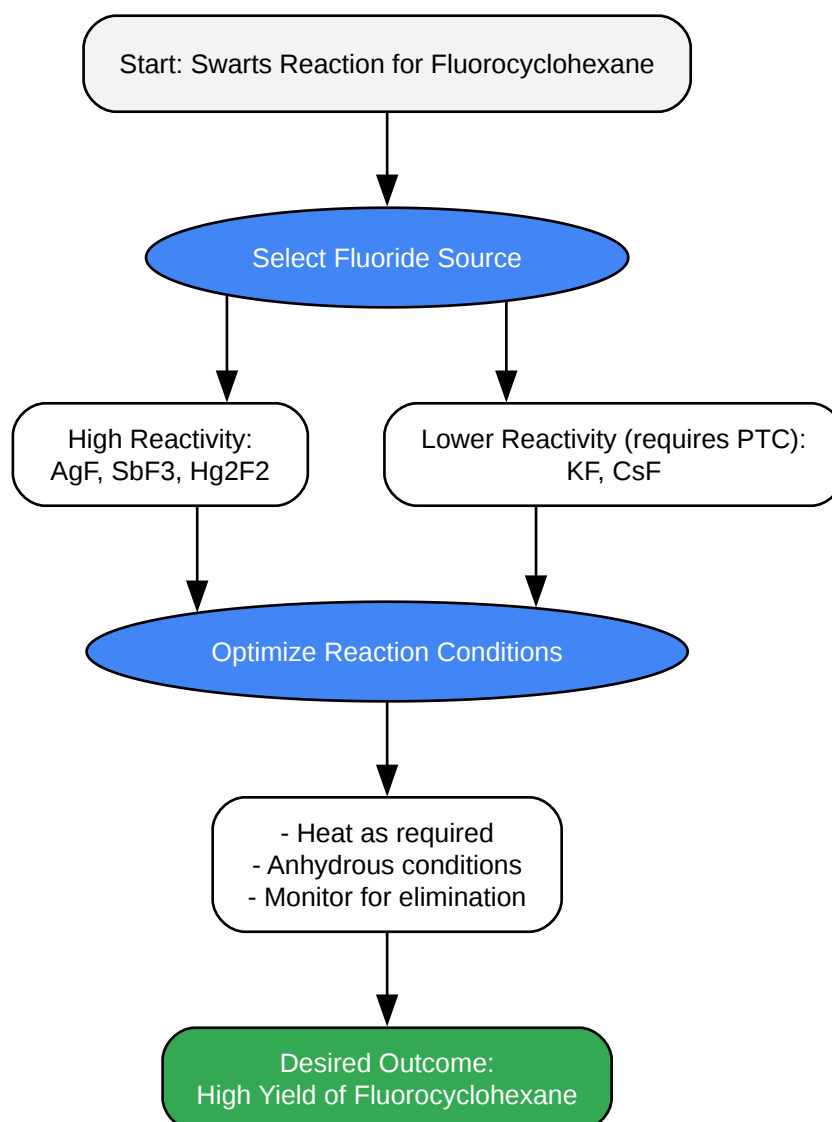 Start: Swarts Reaction for Fluorocyclohexane
Select Fluoride Source
High Reactivity:
AgF, SbF3, Hg2F2
Lower Reactivity (requires PTC):
KF, CsF
Optimize Reaction Conditions
- Heat as required
- Anhydrous conditions
- Monitor for elimination
Desired Outcome:
High Yield of Fluorocyclohexane